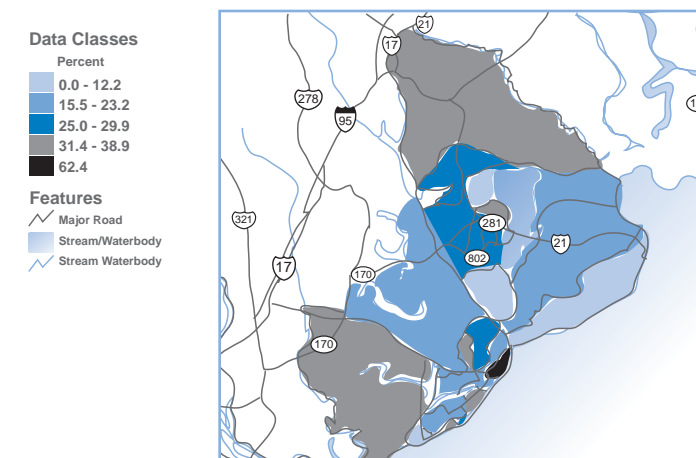 Data Classes
Percent
0.0 - 12.2
15.5 - 23.2
25.0 - 29.9
31.4 - 38.9
62.4
Features
Major Road
Stream/Waterbody
Stream Waterbody
21
17
278
95
321
281
21
802
17
170
170